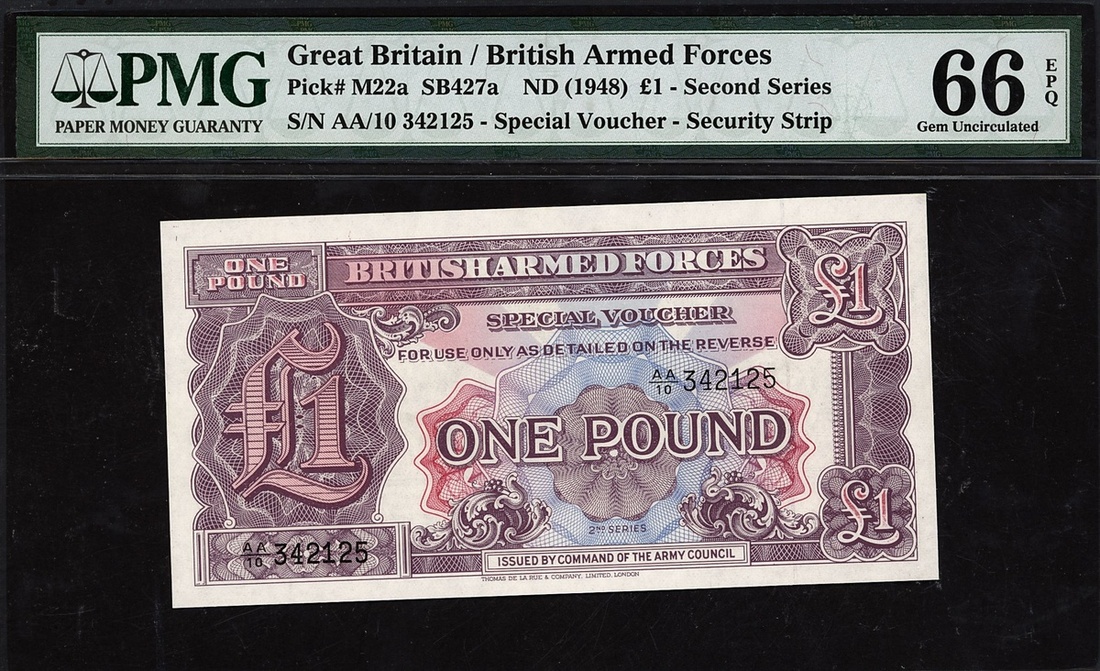 PMG
PAPER MONEY GUARANTY
Great Britain / British Armed Forces
Pick# M22a SB427a ND (1948) £1 - Second Series
S/N AA/10 342125 - Special Voucher - Security Strip
66 EPQ
Gem Uncirculated
ONE
POUND
BRITISH ARMED FORCES
£1
SPECIAL VOUCHER
FOR USE ONLY AS DETAILED ON THE REVERSE
AA/10 342125
£1
ONE POUND
£1
2ND SERIES
AA/10 342125
ISSUED BY COMMAND OF THE ARMY COUNCIL
THOMAS DE LA RUE & COMPANY, LIMITED, LONDON